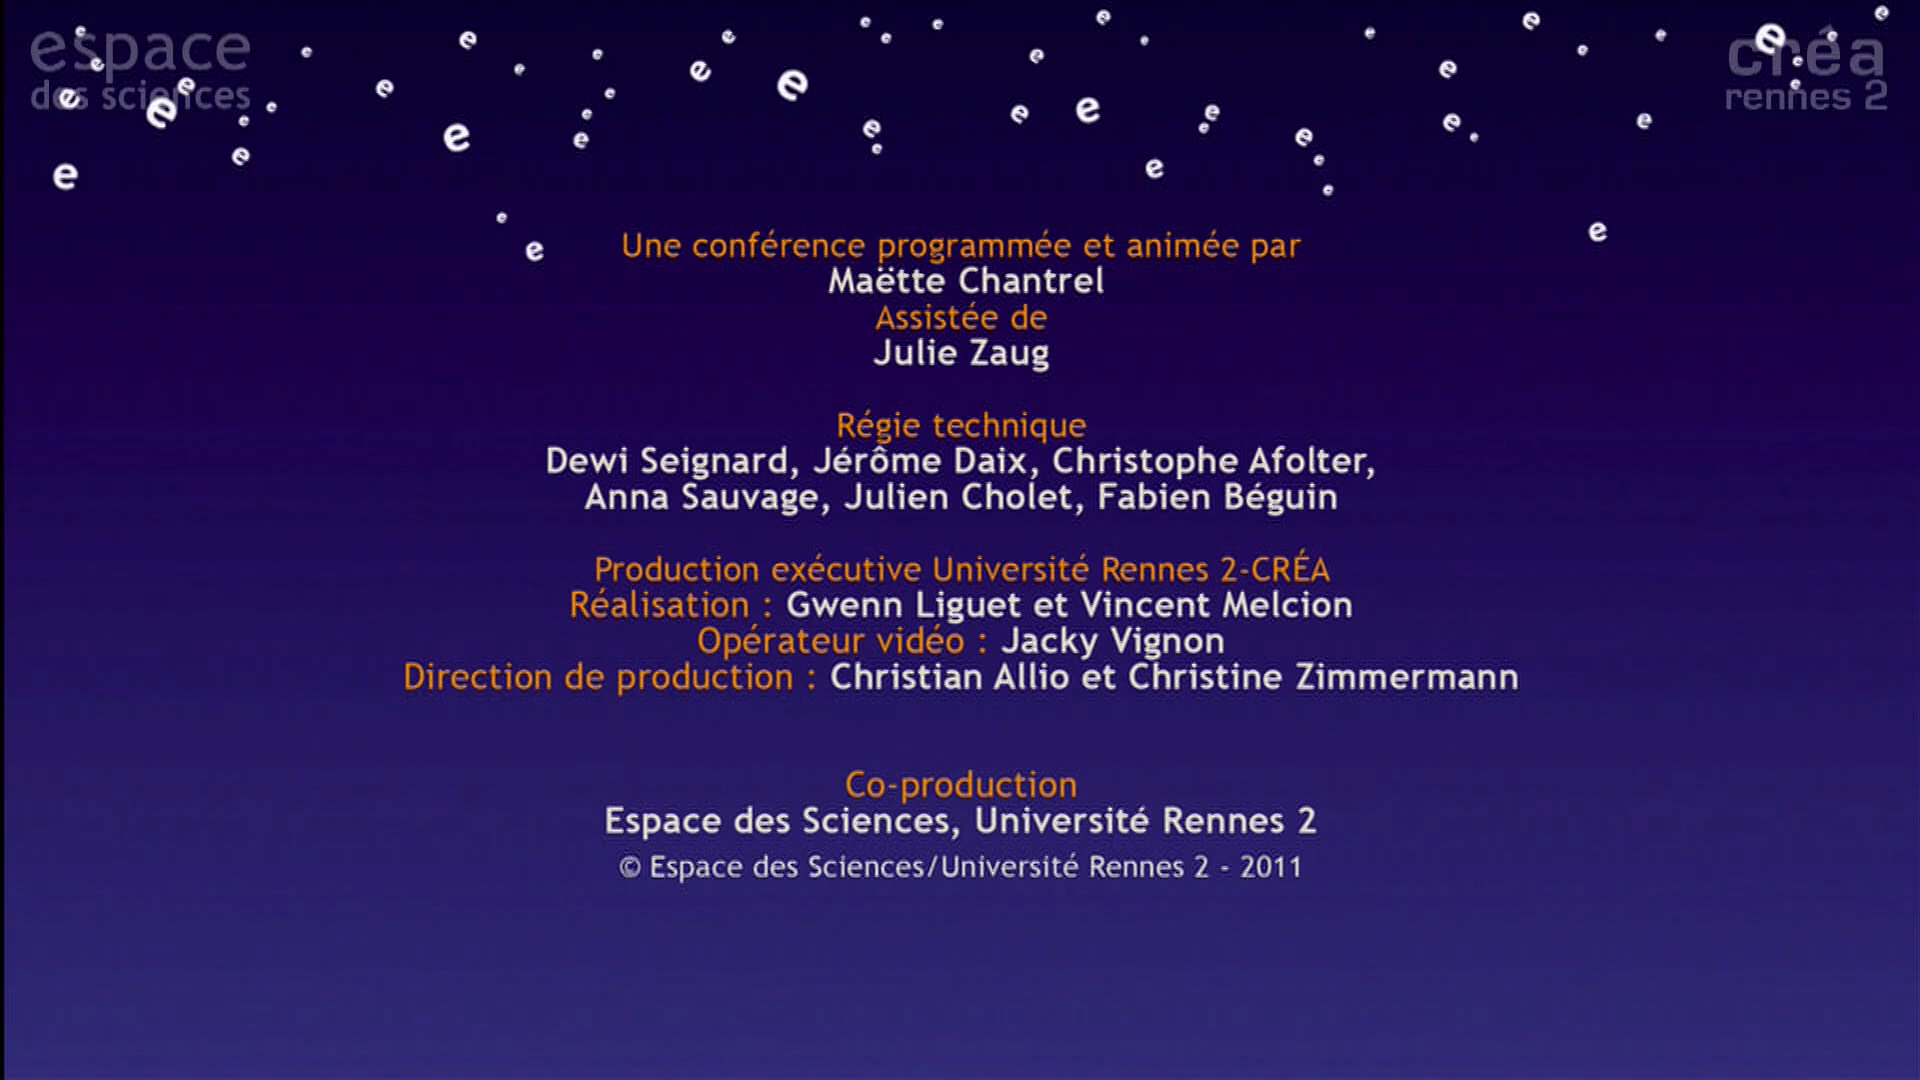 espace
des sciences
créa
rennes 2
Une conférence programmée et animée par
Maëtte Chantrel
Assistée de
Julie Zaug
Régie technique
Dewi Seignard, Jérôme Daix, Christophe Afolter,
Anna Sauvage, Julien Cholet, Fabien Béguin
Production exécutive Université Rennes 2-CRÉA
Réalisation : Gwenn Liguet et Vincent Melcion
Opérateur vidéo : Jacky Vignon
Direction de production : Christian Allio et Christine Zimmermann
Co-production
Espace des Sciences, Université Rennes 2
© Espace des Sciences/Université Rennes 2 - 2011